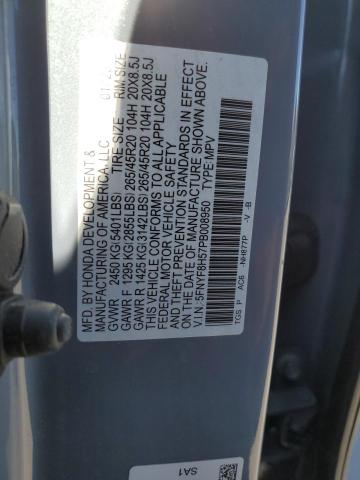 MFD. BY HONDA DEVELOPMENT &
MANUFACTURING OF AMERICA, LLC 01
GVWR 2450 KG( 5401LBS) TIRE SIZE RIM SIZE
GAWR F 1295 KG( 2855LBS) 265/45R20 104H 20X8.5J
GAWR R 1425 KG( 3142LBS) 265/45R20 104H 20X8.5J
THIS VEHICLE CONFORMS TO ALL APPLICABLE
FEDERAL MOTOR VEHICLE SAFETY
AND THEFT PREVENTION STANDARDS IN EFFECT
ON THE DATE OF MANUFACTURE SHOWN ABOVE.
V.I.N.: 5FNYF8H57PB008950 TYPE: MPV
TGS P AC6 -NH877P -V -B
SA1